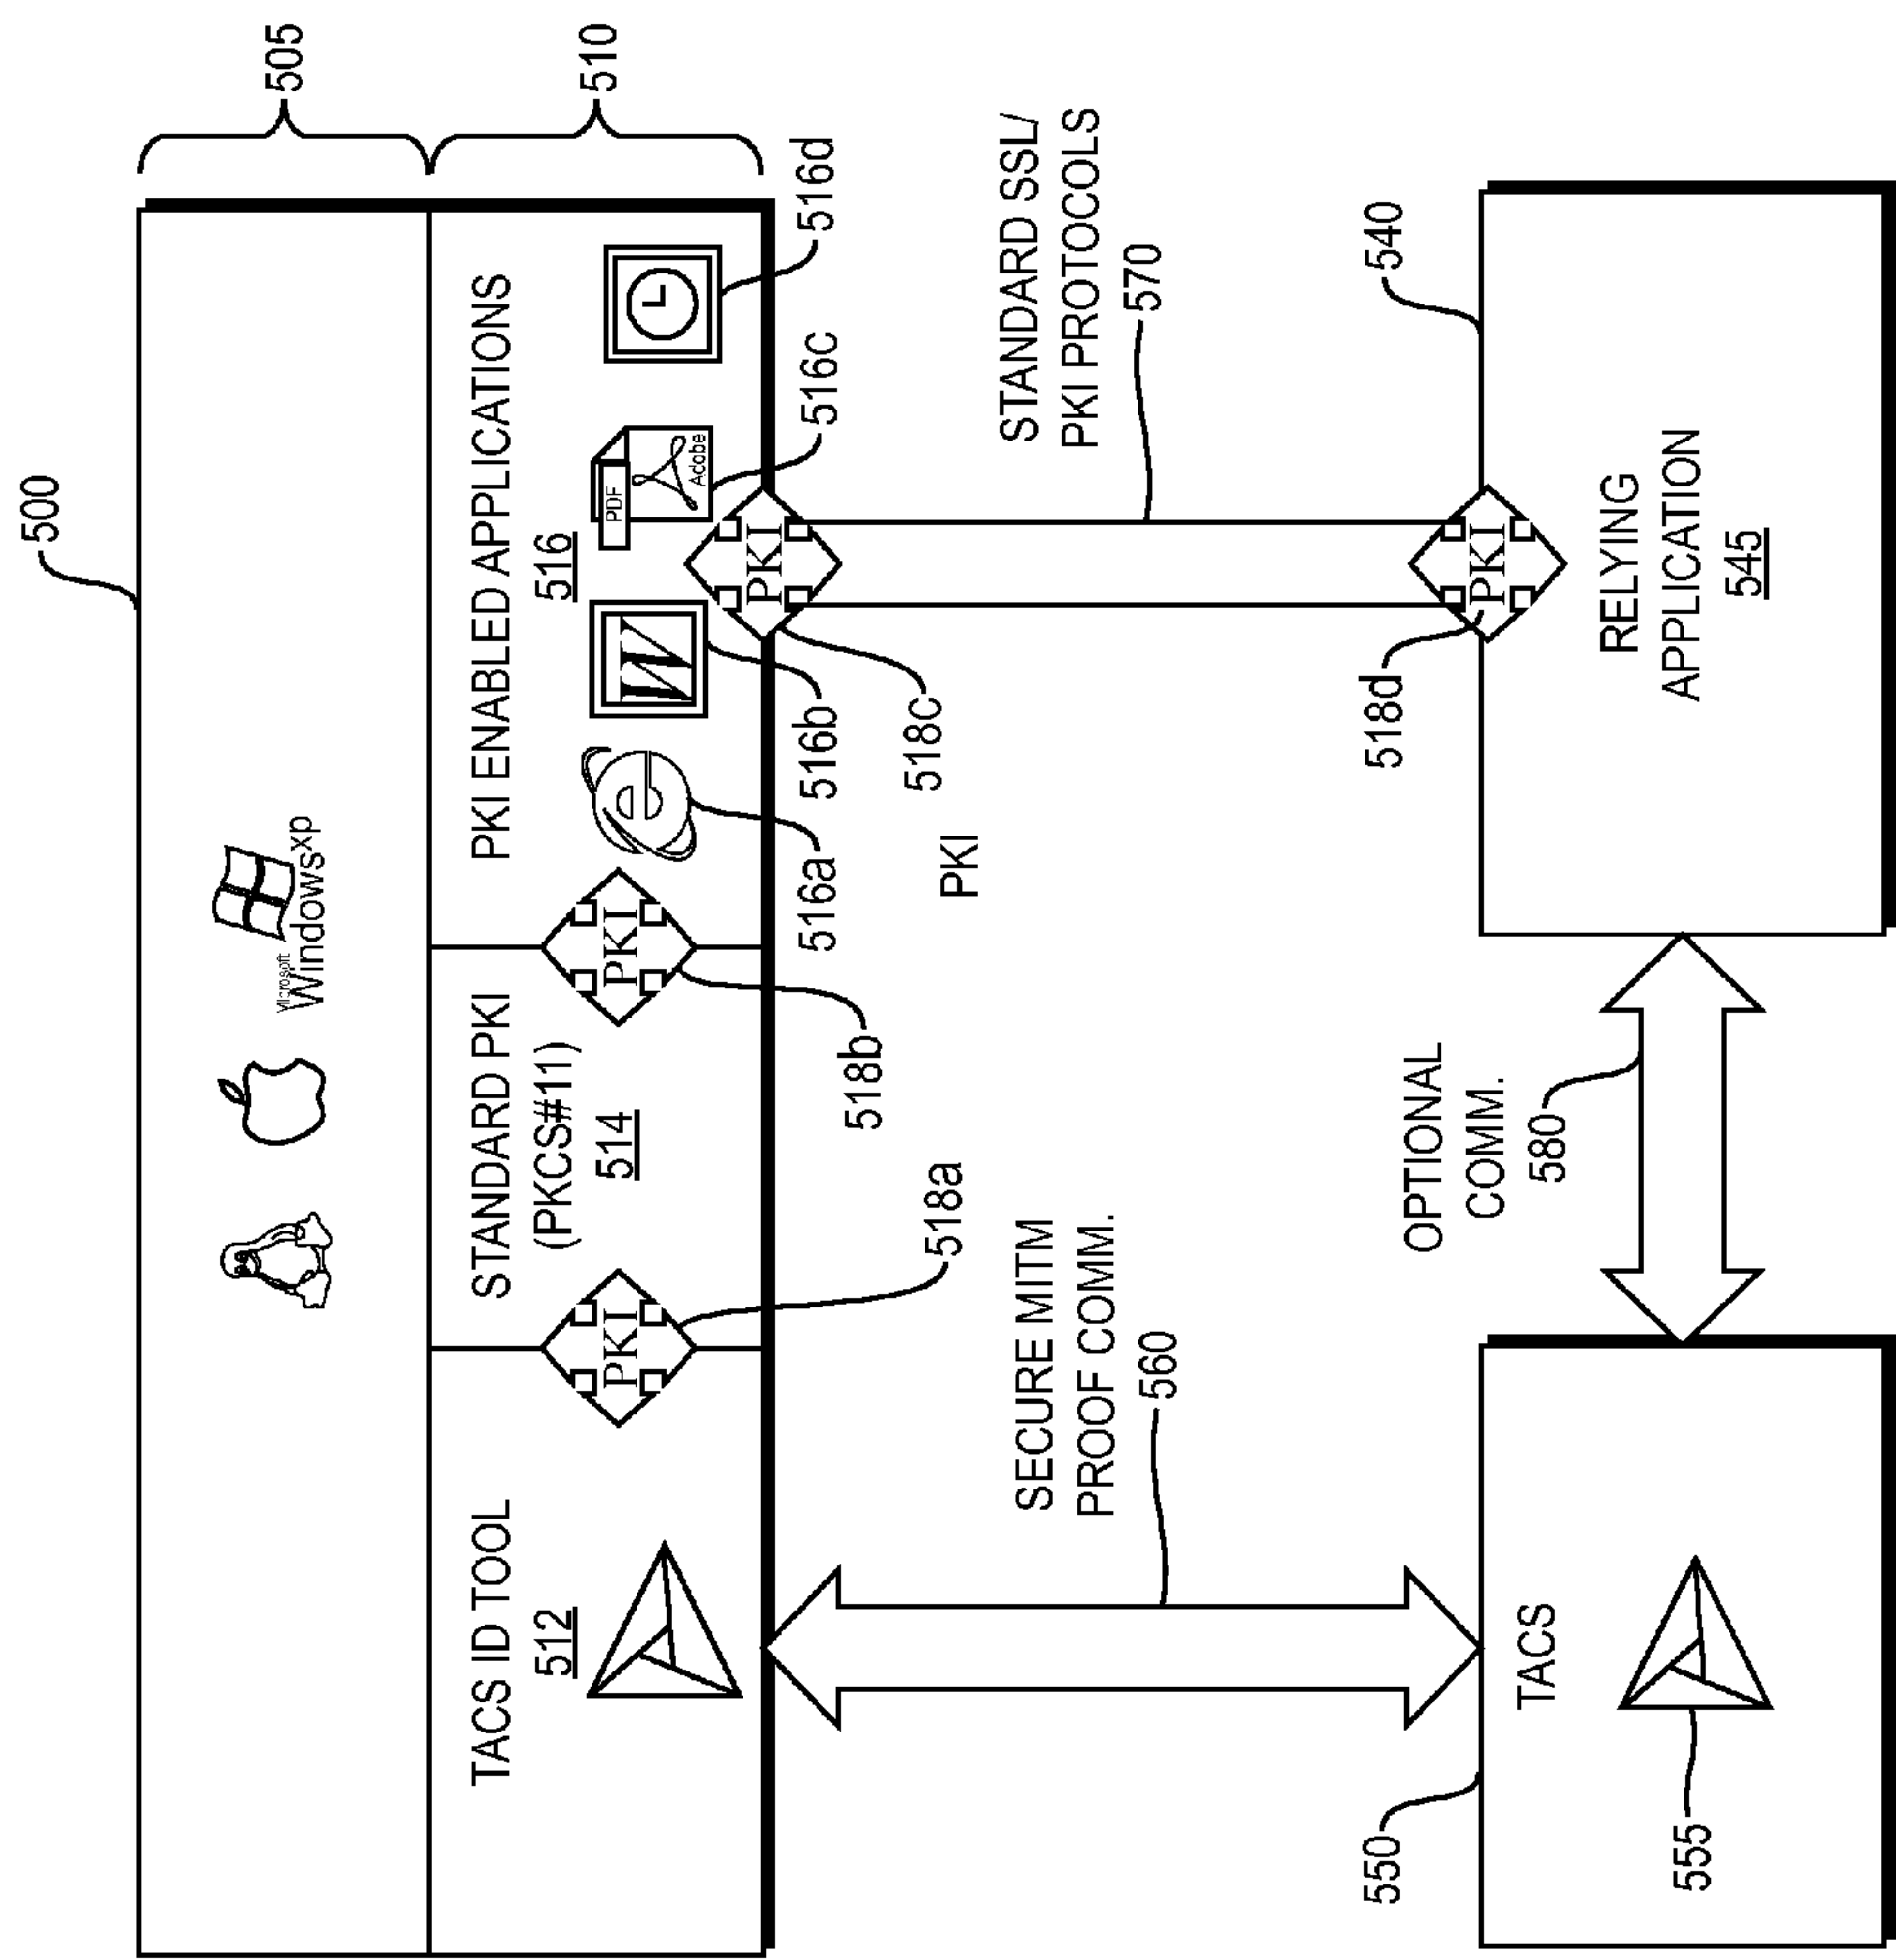 500
505
510
Microsoft
Windows xp
TACS ID TOOL
512
STANDARD PKI
(PKCS#11)
514
PKI ENABLED APPLICATIONS
516
PDF
Adobe
PKI
PKI
PKI
518a
518b
516a
516b
518c
516c
516d
PKI
SECURE MITM
PROOF COMM.
560
STANDARD SSL/
PKI PROTOCOLS
570
OPTIONAL
COMM.
580
550
TACS
555
518d
540
PKI
RELYING
APPLICATION
545